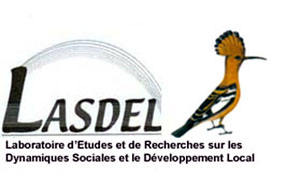 LASDEL
Laboratoire d'Etudes et de Recherches sur les
Dynamiques Sociales et le Développement Local